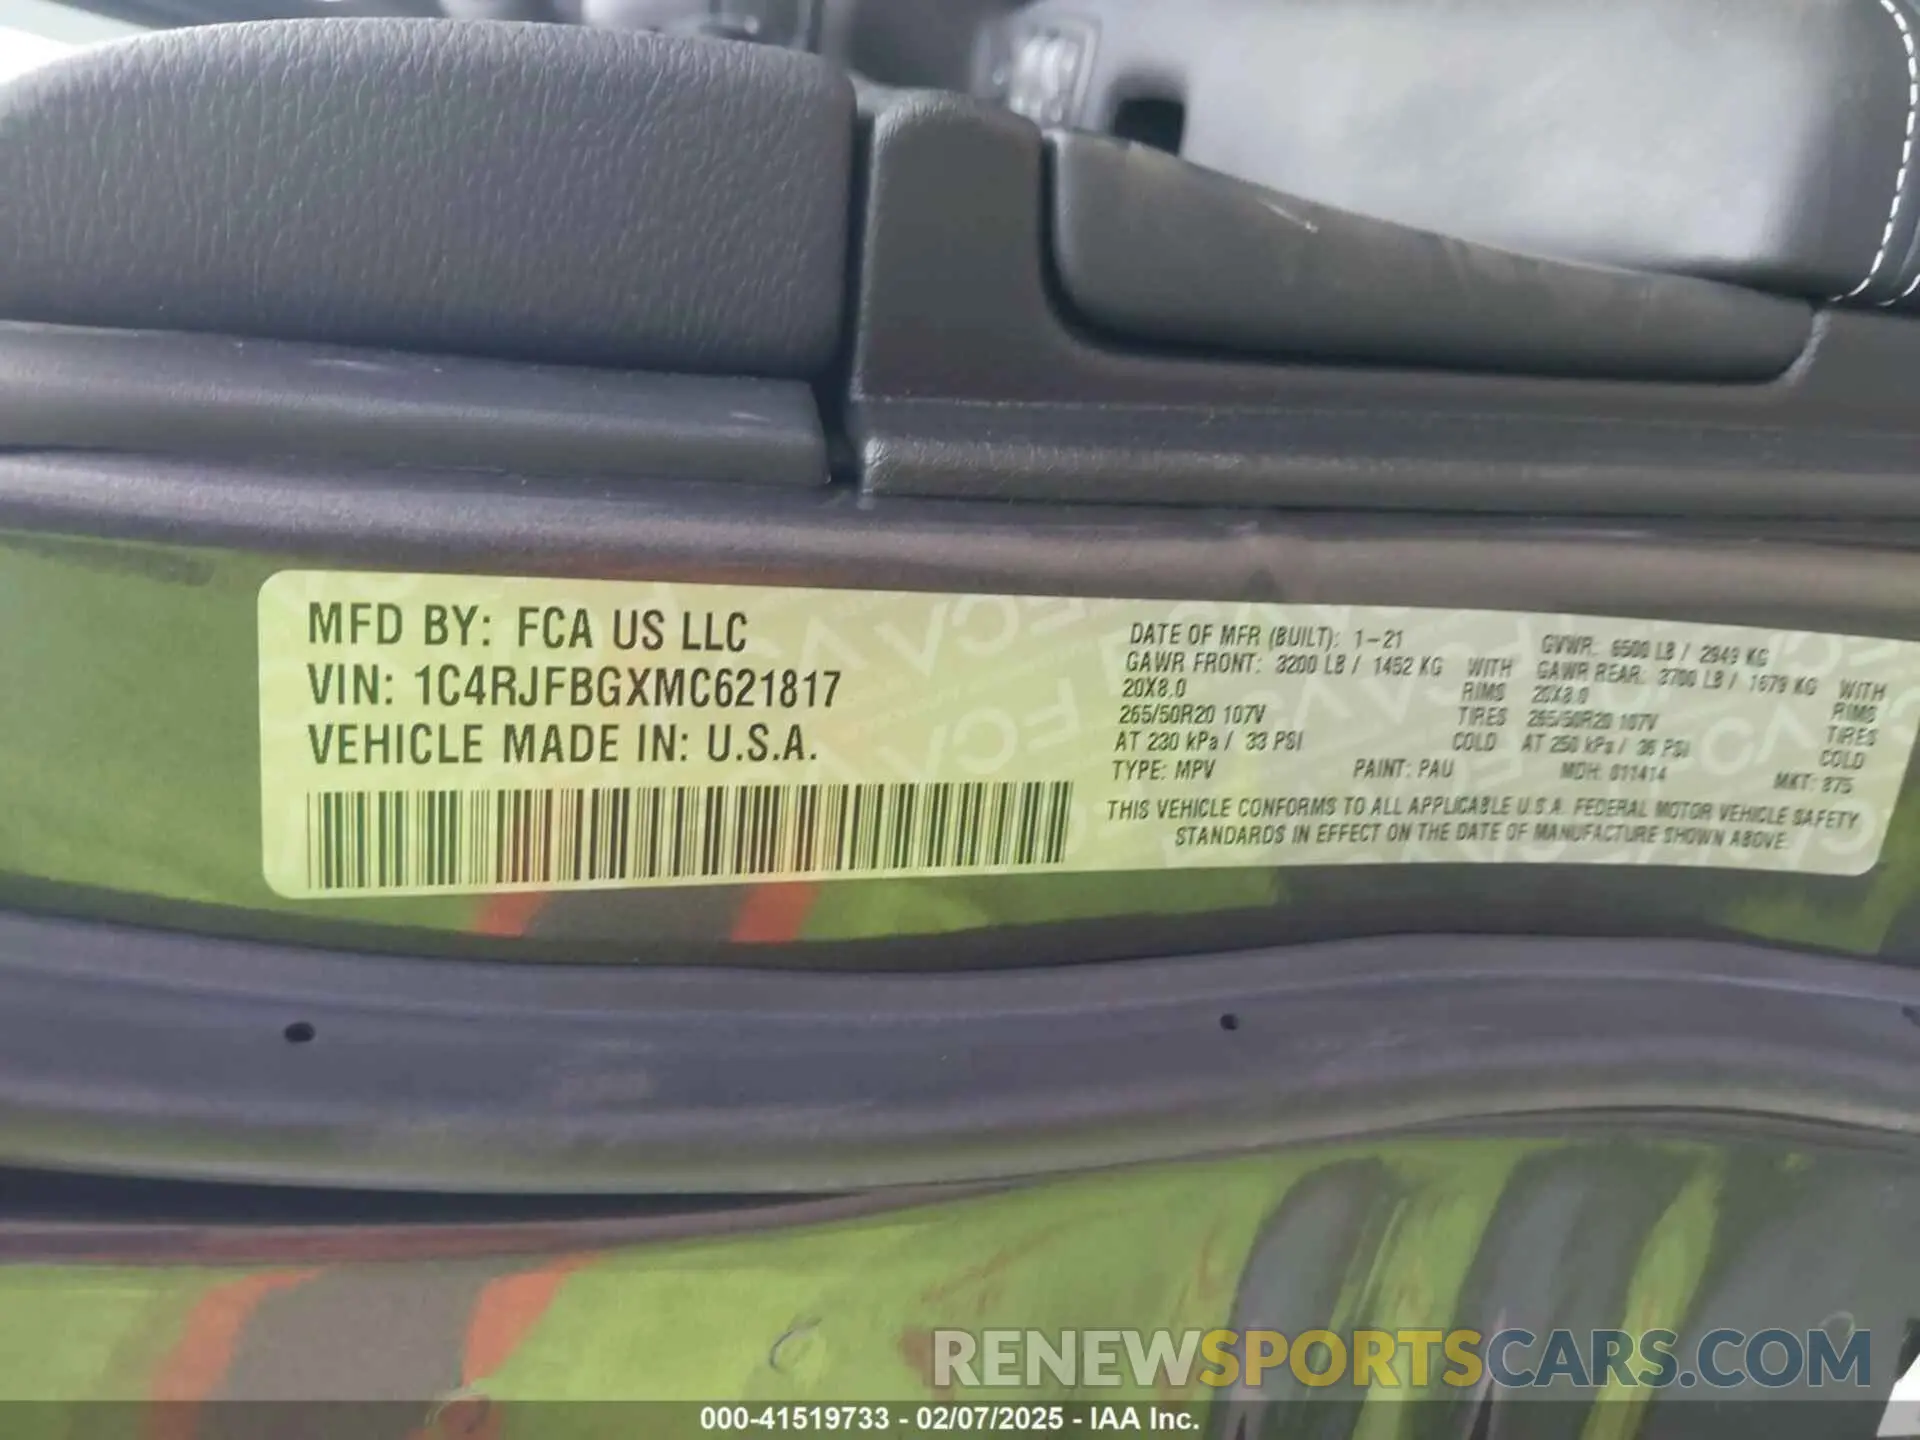 MFD BY: FCA US LLC
VIN: 1C4RJFBGXMC621817
VEHICLE MADE IN: U.S.A.
DATE OF MFR (BUILT): 1-21
GAWR FRONT: 3200 LB / 1452 KG WITH
20X8.0 RIMS
265/50R20 107V TIRES
AT 230 kPa / 33 PSI COLD
TYPE: MPV PAINT: PAU
GVWR: 6500 LB / 2949 KG
GAWR REAR: 3700 LB / 1679 KG WITH
20X8.0 RIMS
265/50R20 107V TIRES
AT 250 kPa / 36 PSI COLD
MDH: 011414 MKT: 875
THIS VEHICLE CONFORMS TO ALL APPLICABLE U.S.A. FEDERAL MOTOR VEHICLE SAFETY
STANDARDS IN EFFECT ON THE DATE OF MANUFACTURE SHOWN ABOVE.
RENEWSPORTSCARS.COM
000-41519733 - 02/07/2025 - IAA Inc.